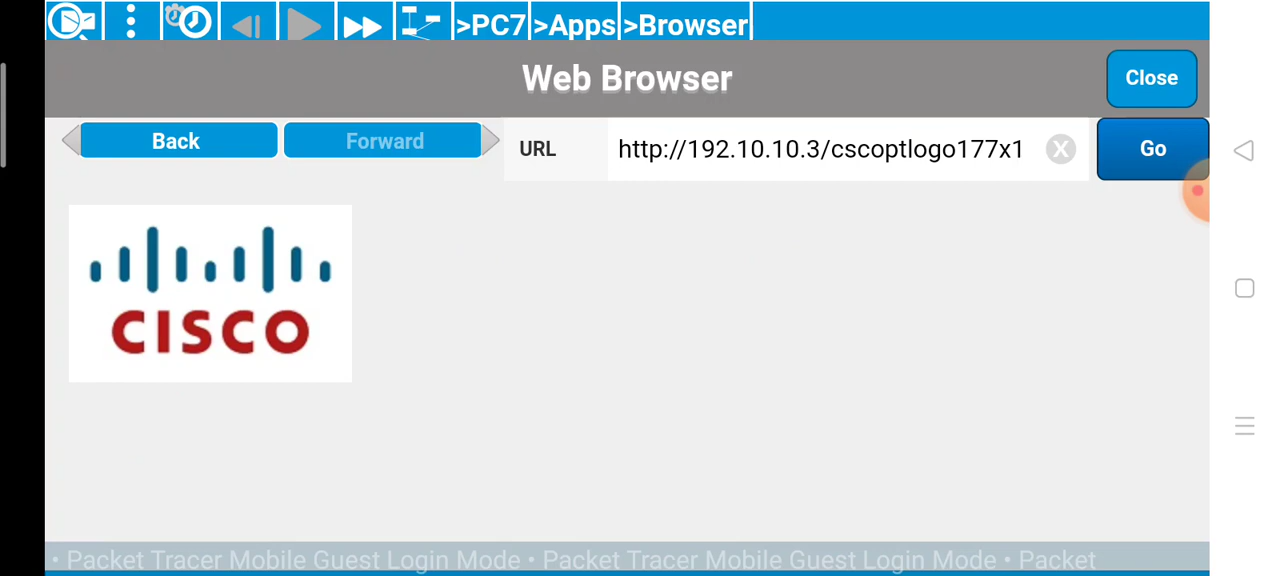 >PC7 >Apps >Browser
Web Browser
Close
Back Forward URL http://192.10.10.3/cscoptlogo177x1 X Go
CISCO
• Packet Tracer Mobile Guest Login Mode • Packet Tracer Mobile Guest Login Mode • Packet